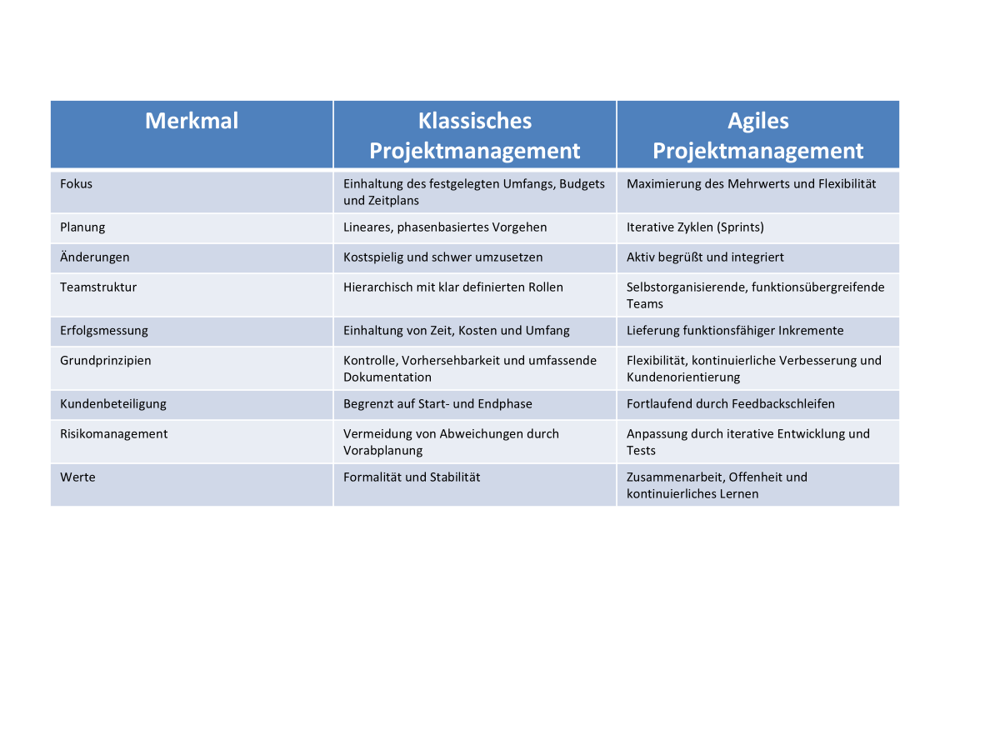 Merkmal
Klassisches
Projektmanagement
Agiles
Projektmanagement
Fokus
Einhaltung des festgelegten Umfangs, Budgets
und Zeitplans
Maximierung des Mehrwerts und Flexibilität
Planung
Lineares, phasenbasiertes Vorgehen
Iterative Zyklen (Sprints)
Änderungen
Kostspielig und schwer umzusetzen
Aktiv begrüßt und integriert
Teamstruktur
Hierarchisch mit klar definierten Rollen
Selbstorganisierende, funktionsübergreifende
Teams
Erfolgsmessung
Einhaltung von Zeit, Kosten und Umfang
Lieferung funktionsfähiger Inkremente
Grundprinzipien
Kontrolle, Vorhersehbarkeit und umfassende
Dokumentation
Flexibilität, kontinuierliche Verbesserung und
Kundenorientierung
Kundenbeteiligung
Begrenzt auf Start- und Endphase
Fortlaufend durch Feedbackschleifen
Risikomanagement
Vermeidung von Abweichungen durch
Vorabplanung
Anpassung durch iterative Entwicklung und
Tests
Werte
Formalität und Stabilität
Zusammenarbeit, Offenheit und
kontinuierliches Lernen